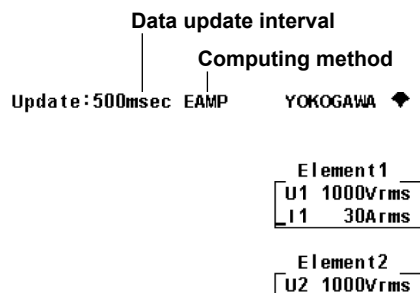 Data update interval
Computing method
Update:500msec EAMP YOKOGAWA
Element1
U1 1000Vrms
I1 30Arms
Element2
U2 1000Vrms